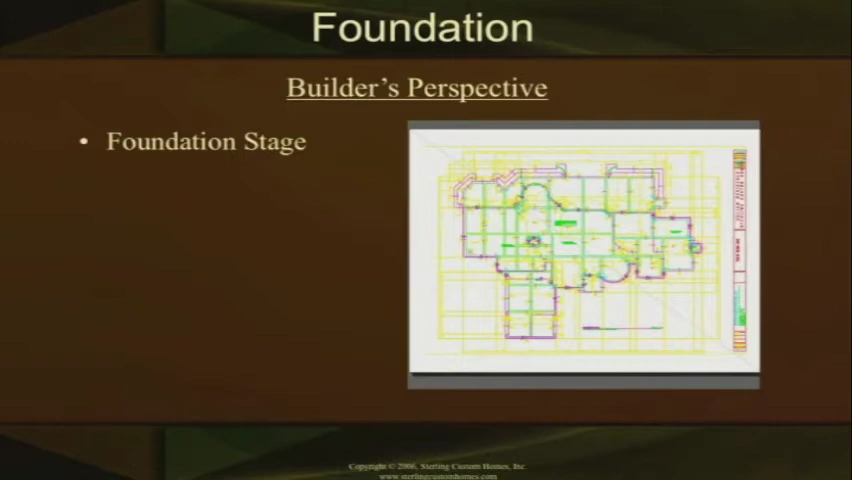 Foundation
Builder's Perspective
• Foundation Stage
Copyright © 2006, Sterling Custom Homes, Inc
www.sterlingcustomhomes.com